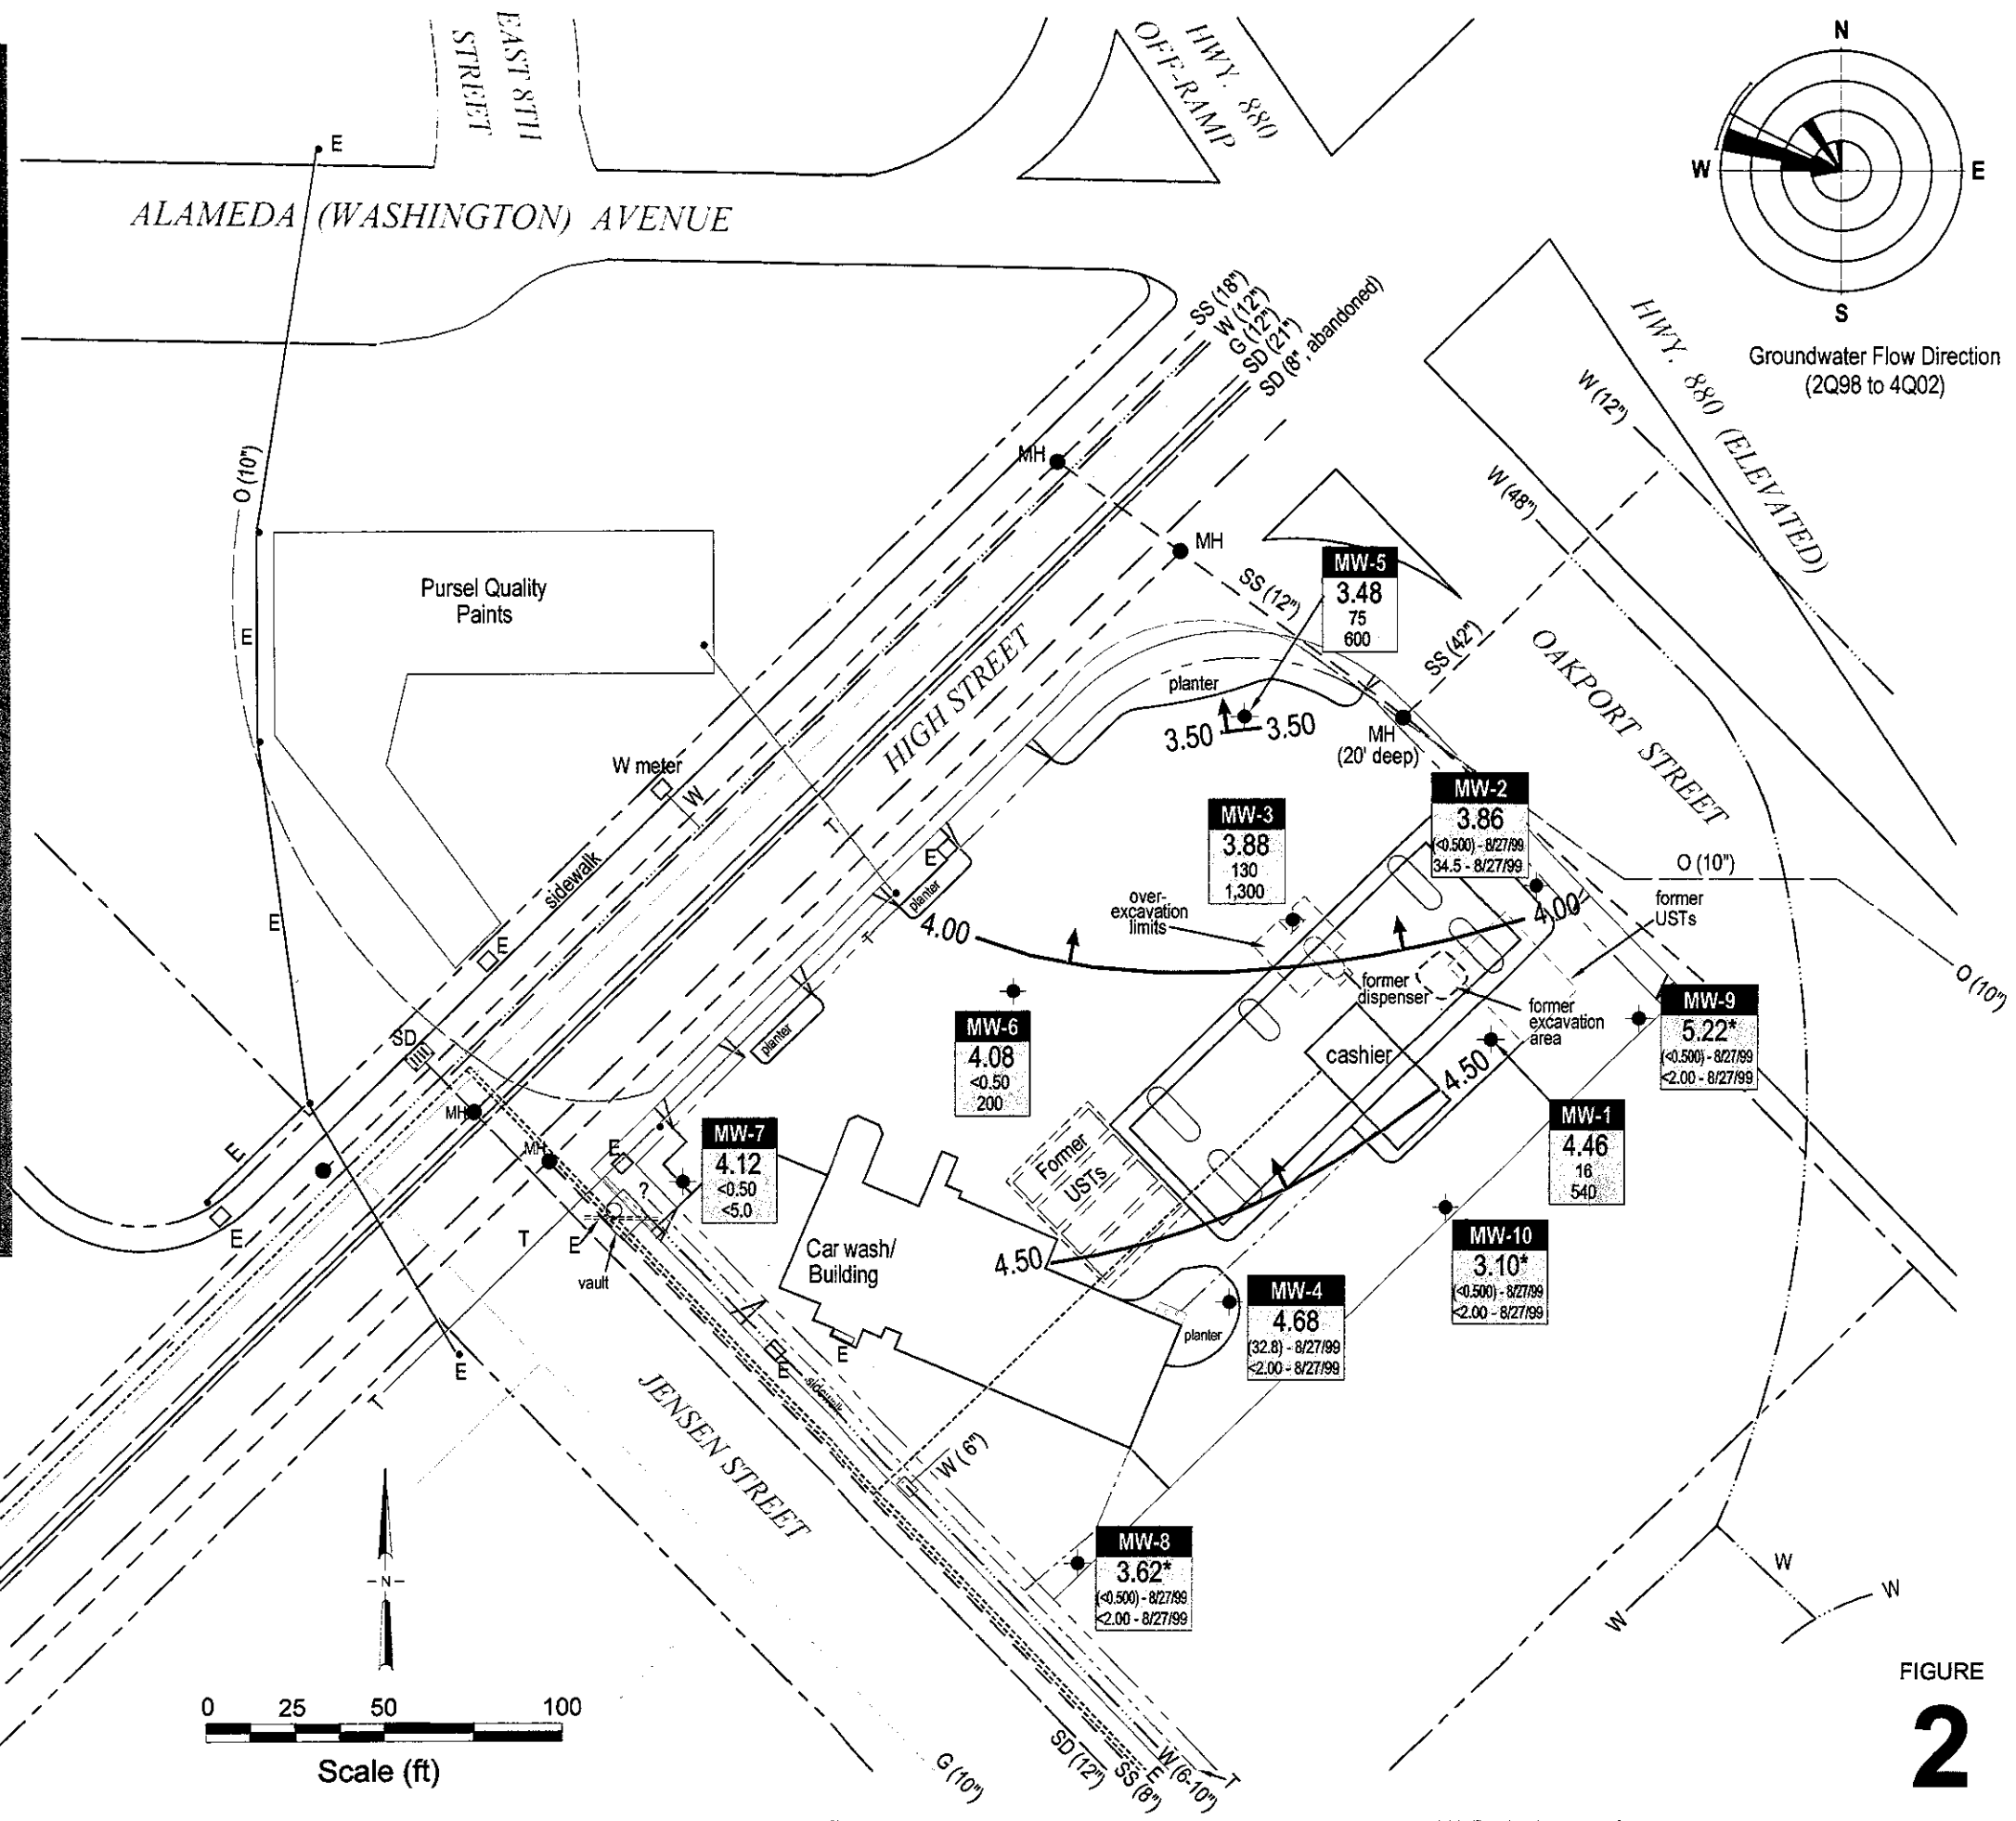 EAST 8TH
STREET
HWY. 880
OFF-RAMP
N
W
E
S
Groundwater Flow Direction
(2Q98 to 4Q02)
E
ALAMEDA (WASHINGTON) AVENUE
SS (18")
W (12")
G (12")
SD (21")
SD (8", abandoned)
HWY. 880 (ELEVATED)
W (12")
W (48")
O (10")
MH
MH
SS (12")
SS (42")
OAKPORT STREET
Pursel Quality
Paints
E
HIGH STREET
MW-5
3.48
75
600
planter
3.50
3.50
MH
(20' deep)
W meter
W
T
sidewalk
E
E
planter
E
MW-3
3.88
130
1,300
MW-2
3.86
(<0.500) - 8/27/99
34.5 - 8/27/99
O (10")
former
USTs
over-
excavation
limits
4.00
4.00
O (10")
T
former
dispenser
former
excavation
area
MW-9
5.22*
(<0.500) - 8/27/99
<2.00 - 8/27/99
MW-6
4.08
<0.50
200
planter
SD
MH
MH
cashier
4.50
MW-1
4.46
16
540
MW-7
4.12
<0.50
<5.0
E
?
E
E
T
E
vault
Former
USTs
Car wash/
Building
4.50
MW-10
3.10*
(<0.500) - 8/27/99
<2.00 - 8/27/99
MW-4
4.68
(32.8) - 8/27/99
<2.00 - 8/27/99
planter
E
E
E
T
sidewalk
JENSEN STREET
W (6")
MW-8
3.62*
(<0.500) - 8/27/99
<2.00 - 8/27/99
W
W
W
N
0 25 50 100
Scale (ft)
G (10")
SD (12")
SS (8")
E
W (6-10")
T
FIGURE
2